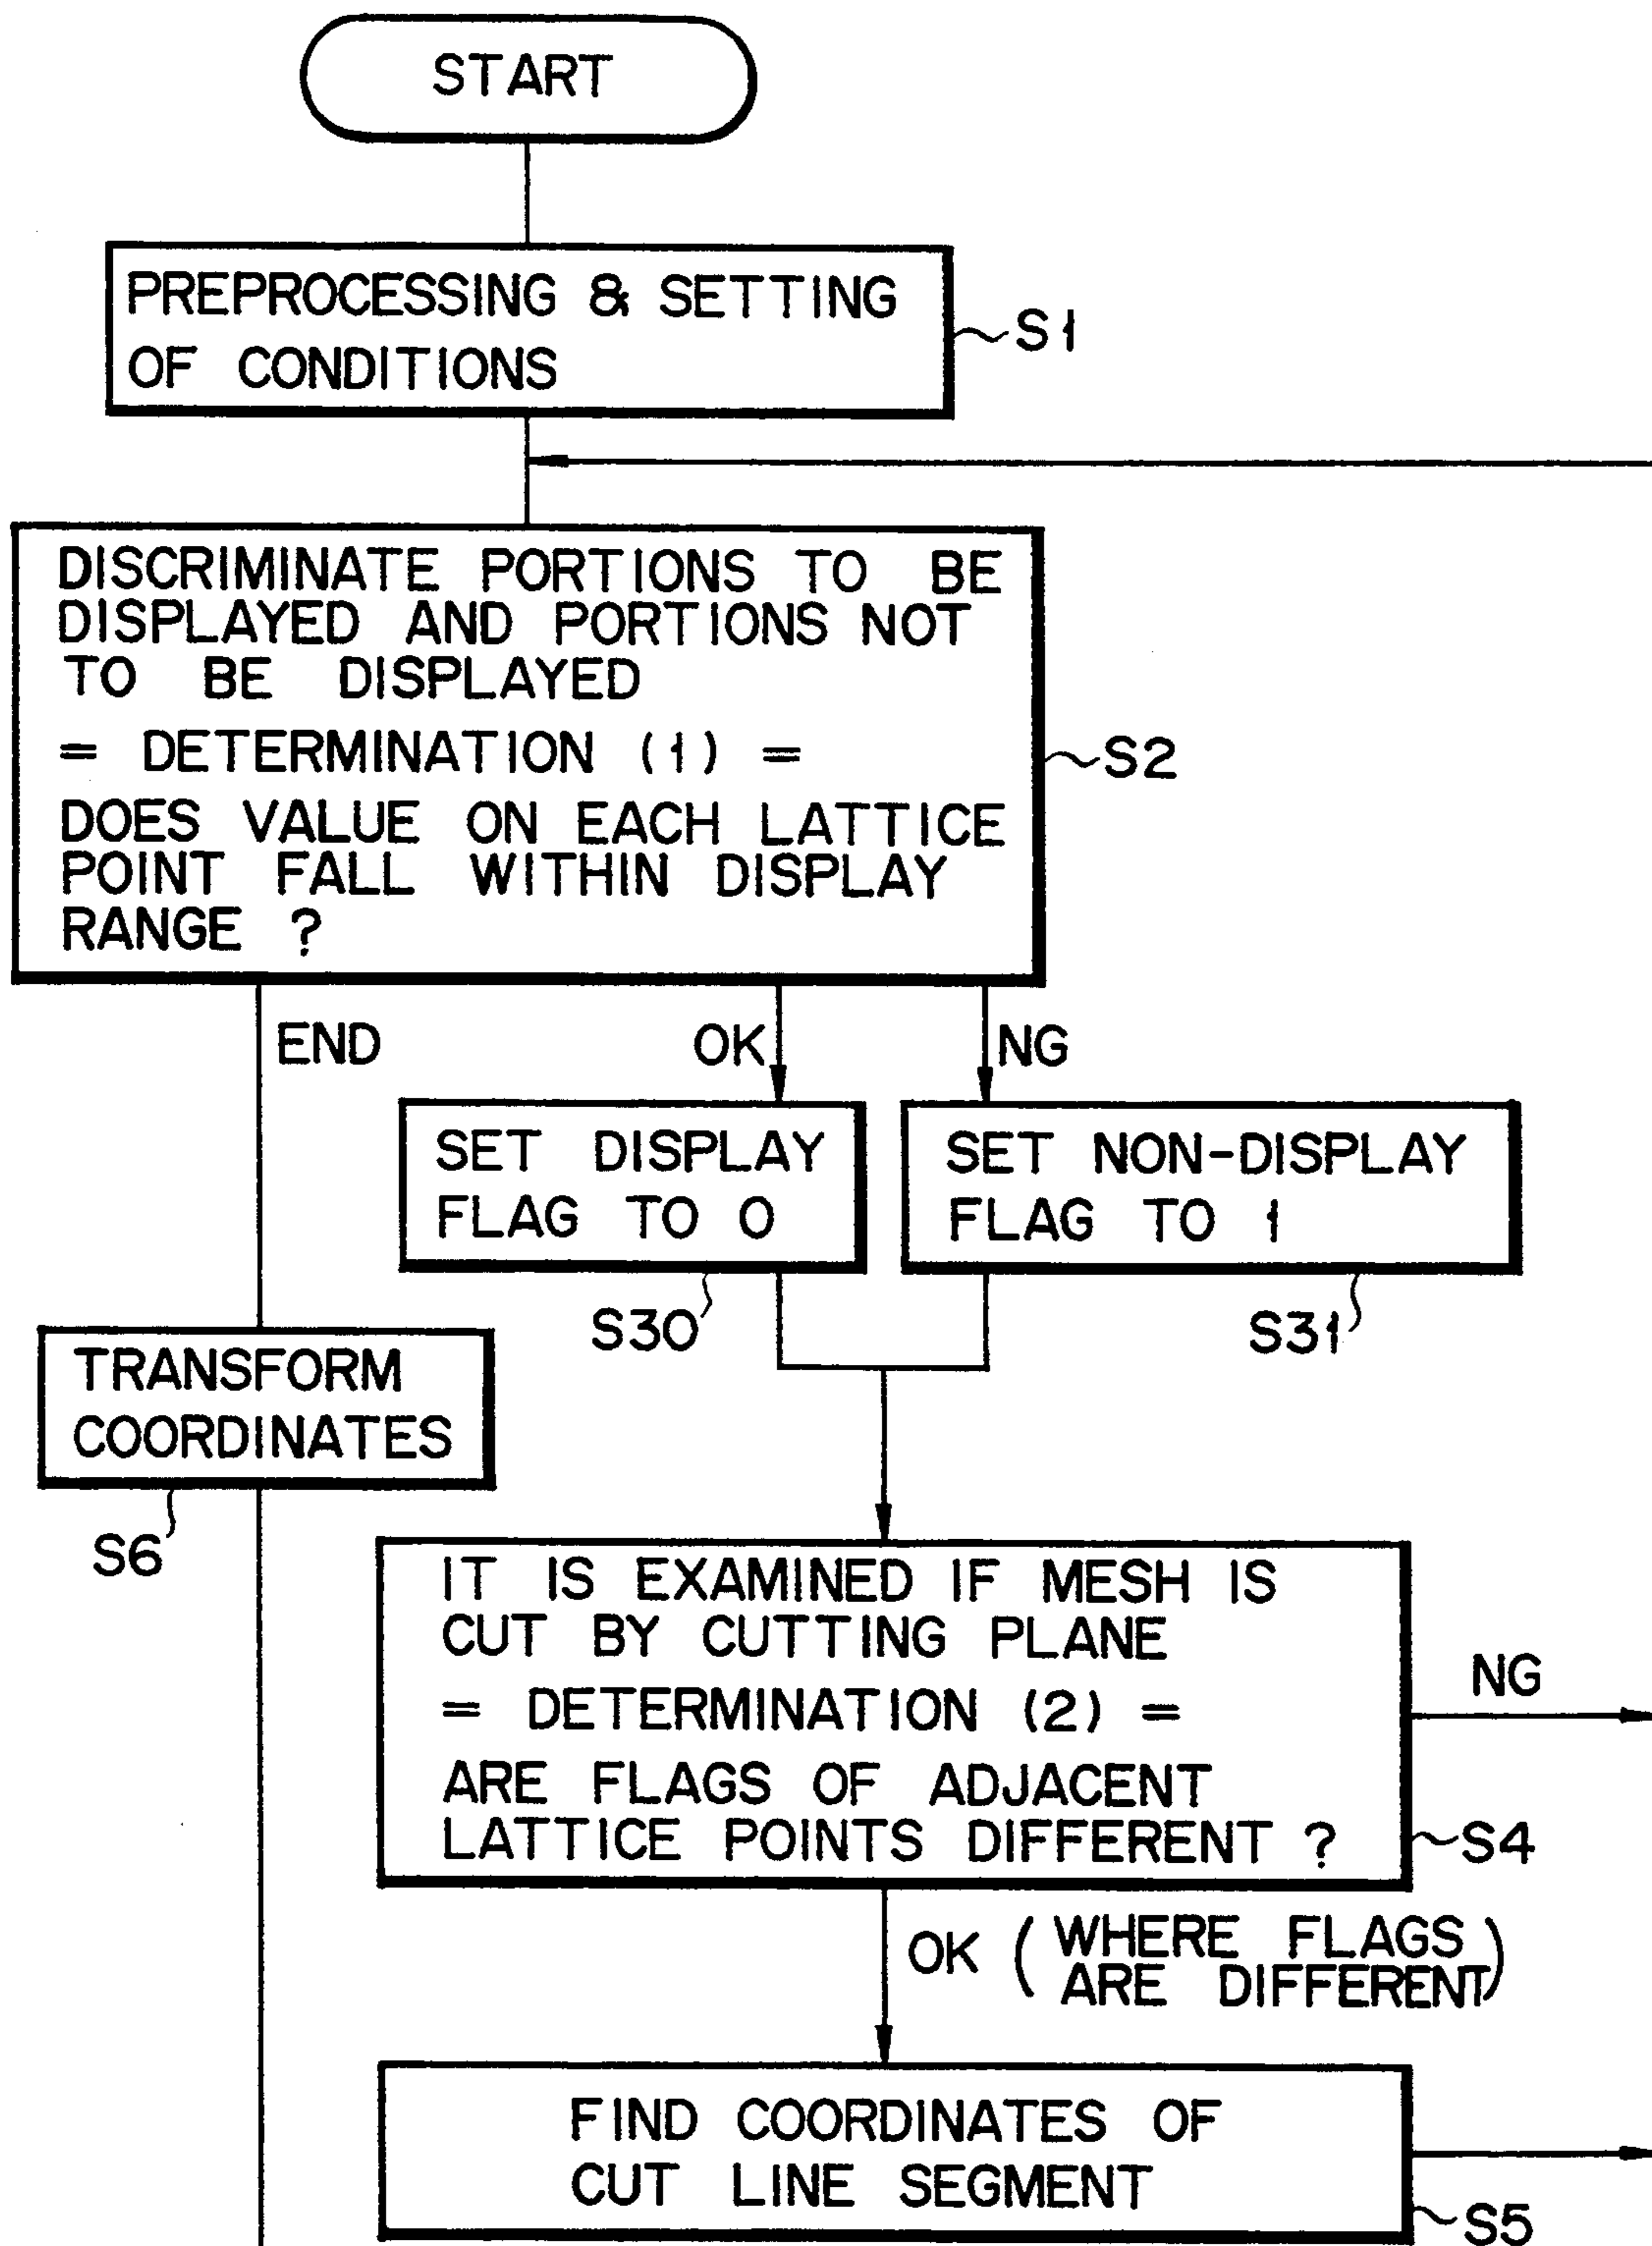 START
PREPROCESSING & SETTING
OF CONDITIONS
S1
DISCRIMINATE PORTIONS TO BE
DISPLAYED AND PORTIONS NOT
TO BE DISPLAYED
= DETERMINATION (1) =
DOES VALUE ON EACH LATTICE
POINT FALL WITHIN DISPLAY
RANGE ?
S2
END
OK
NG
SET DISPLAY
FLAG TO 0
S30
SET NON-DISPLAY
FLAG TO 1
S31
TRANSFORM
COORDINATES
S6
IT IS EXAMINED IF MESH IS
CUT BY CUTTING PLANE
= DETERMINATION (2) =
ARE FLAGS OF ADJACENT
LATTICE POINTS DIFFERENT ?
NG
S4
OK (WHERE FLAGS
ARE DIFFERENT)
FIND COORDINATES OF
CUT LINE SEGMENT
S5